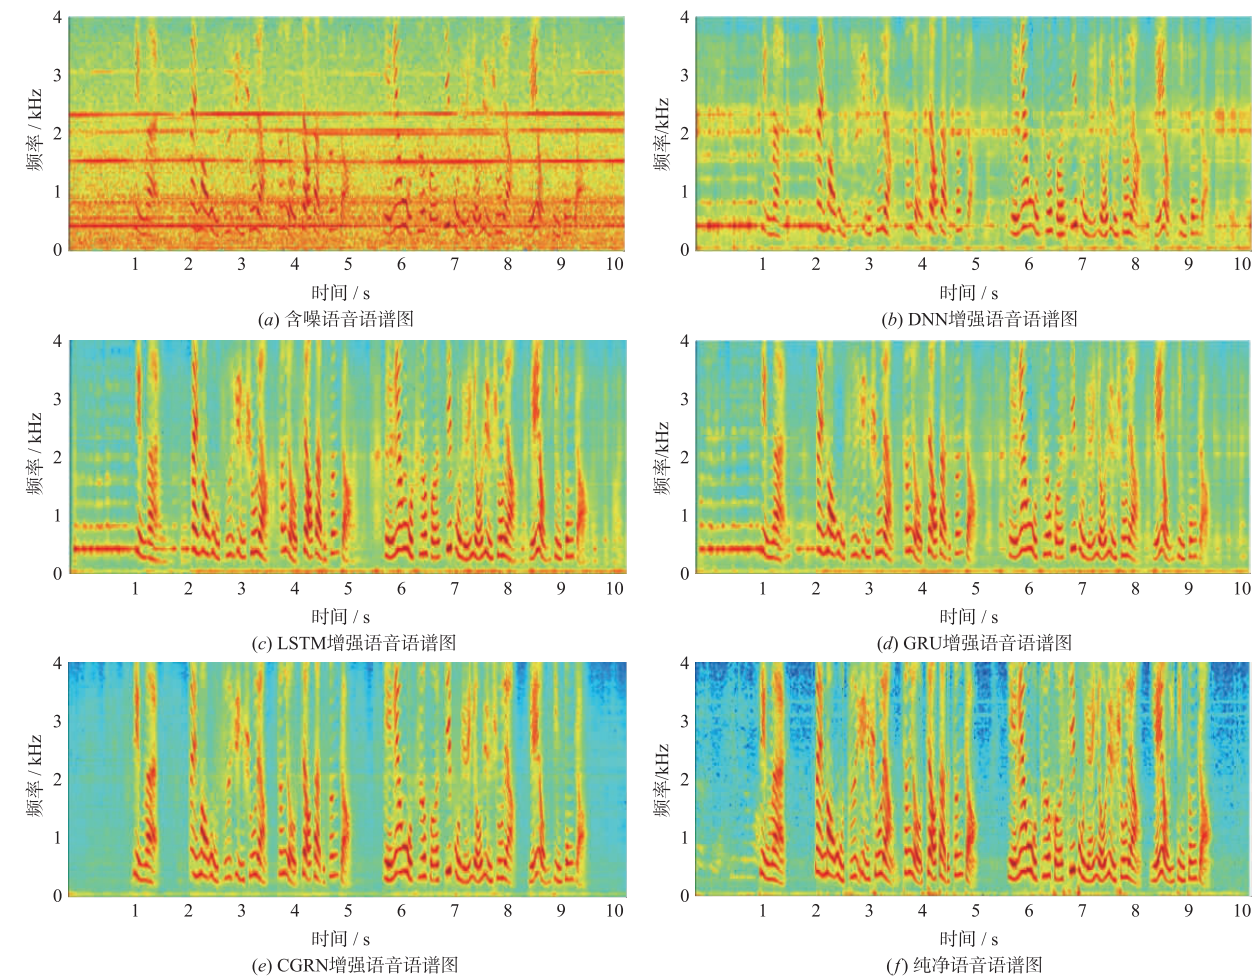 4
3
2
1
0
频率 / kHz
1 2 3 4 5 6 7 8 9 10
时间 / s
(a) 含噪语音语谱图
4
3
2
1
0
频率/kHz
1 2 3 4 5 6 7 8 9 10
时间 / s
(b) DNN增强语音语谱图
4
3
2
1
0
频率 / kHz
1 2 3 4 5 6 7 8 9 10
时间 / s
(c) LSTM增强语音语谱图
4
3
2
1
0
频率/kHz
1 2 3 4 5 6 7 8 9 10
时间 / s
(d) GRU增强语音语谱图
4
3
2
1
0
频率 / kHz
1 2 3 4 5 6 7 8 9 10
时间 / s
(e) CGRN增强语音语谱图
4
3
2
1
0
频率/kHz
1 2 3 4 5 6 7 8 9 10
时间 / s
(f) 纯净语音语谱图